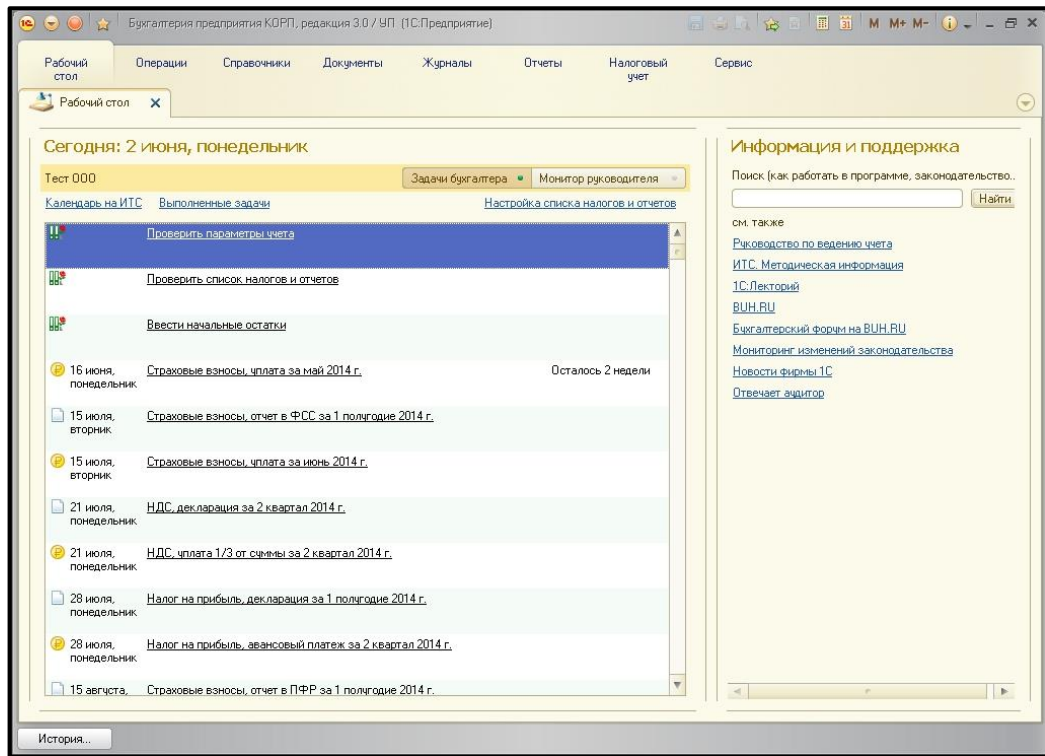 Бухгалтерия предприятия КОРП, редакция 3.0 / УП (1С:Предприятие)
M M+ M-
Рабочий стол
Операции
Справочники
Документы
Журналы
Отчеты
Налоговый учет
Сервис
Рабочий стол
Сегодня: 2 июня, понедельник
Тест ООО
Задачи бухгалтера
Монитор руководителя
Календарь на ИТС
Выполненные задачи
Настройка списка налогов и отчетов
Проверить параметры учета
Проверить список налогов и отчетов
Ввести начальные остатки
16 июня, Страховые взносы, уплата за май 2014 г. Осталось 2 недели
понедельник
15 июля, Страховые взносы, отчет в ФСС за 1 полугодие 2014 г.
вторник
15 июля, Страховые взносы, уплата за июнь 2014 г.
вторник
21 июля, НДС, декларация за 2 квартал 2014 г.
понедельник
21 июля, НДС, уплата 1/3 от суммы за 2 квартал 2014 г.
понедельник
28 июля, Налог на прибыль, декларация за 1 полугодие 2014 г.
понедельник
28 июля, Налог на прибыль, авансовый платеж за 2 квартал 2014 г.
понедельник
15 августа, Страховые взносы, отчет в ПФР за 1 полугодие 2014 г.
Информация и поддержка
Поиск (как работать в программе, законодательство..
Найти
см. также
Руководство по ведению учета
ИТС. Методическая информация
1С:Лекторий
BUH.RU
Бухгалтерский форум на BUH.RU
Мониторинг изменений законодательства
Новости фирмы 1С
Отвечает аудитор
История...